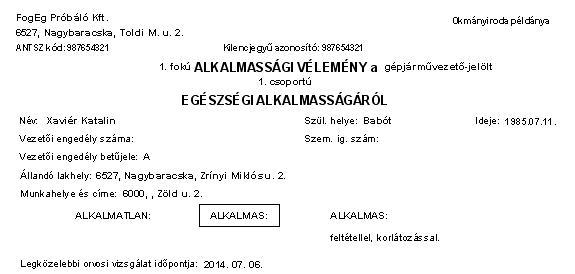 FogEg Próbáló Kft.
Okmányiroda példánya
6527, Nagybaracska, Toldi M. u. 2.
ANTSZ kód: 987654321 Kilencjegyű azonosító: 987654321
1. fokú ALKALMASSÁGI VÉLEMÉNY a gépjárművezető-jelölt
1. csoportú
EGÉSZSÉGI ALKALMASSÁGÁRÓL
Név: Xaviér Katalin Szül. helye: Babót Ideje: 1985.07.11.
Vezetői engedély száma: Szem. ig. szám:
Vezetői engedély betűjele: A
Állandó lakhely: 6527, Nagybaracska, Zrínyi Miklós u. 2.
Munkahelye és címe: 6000, , Zöld u. 2.
ALKALMATLAN: ALKALMAS: ALKALMAS:
feltétellel, korlátozással.
Legközelebbi orvosi vizsgálat időpontja: 2014. 07. 06.